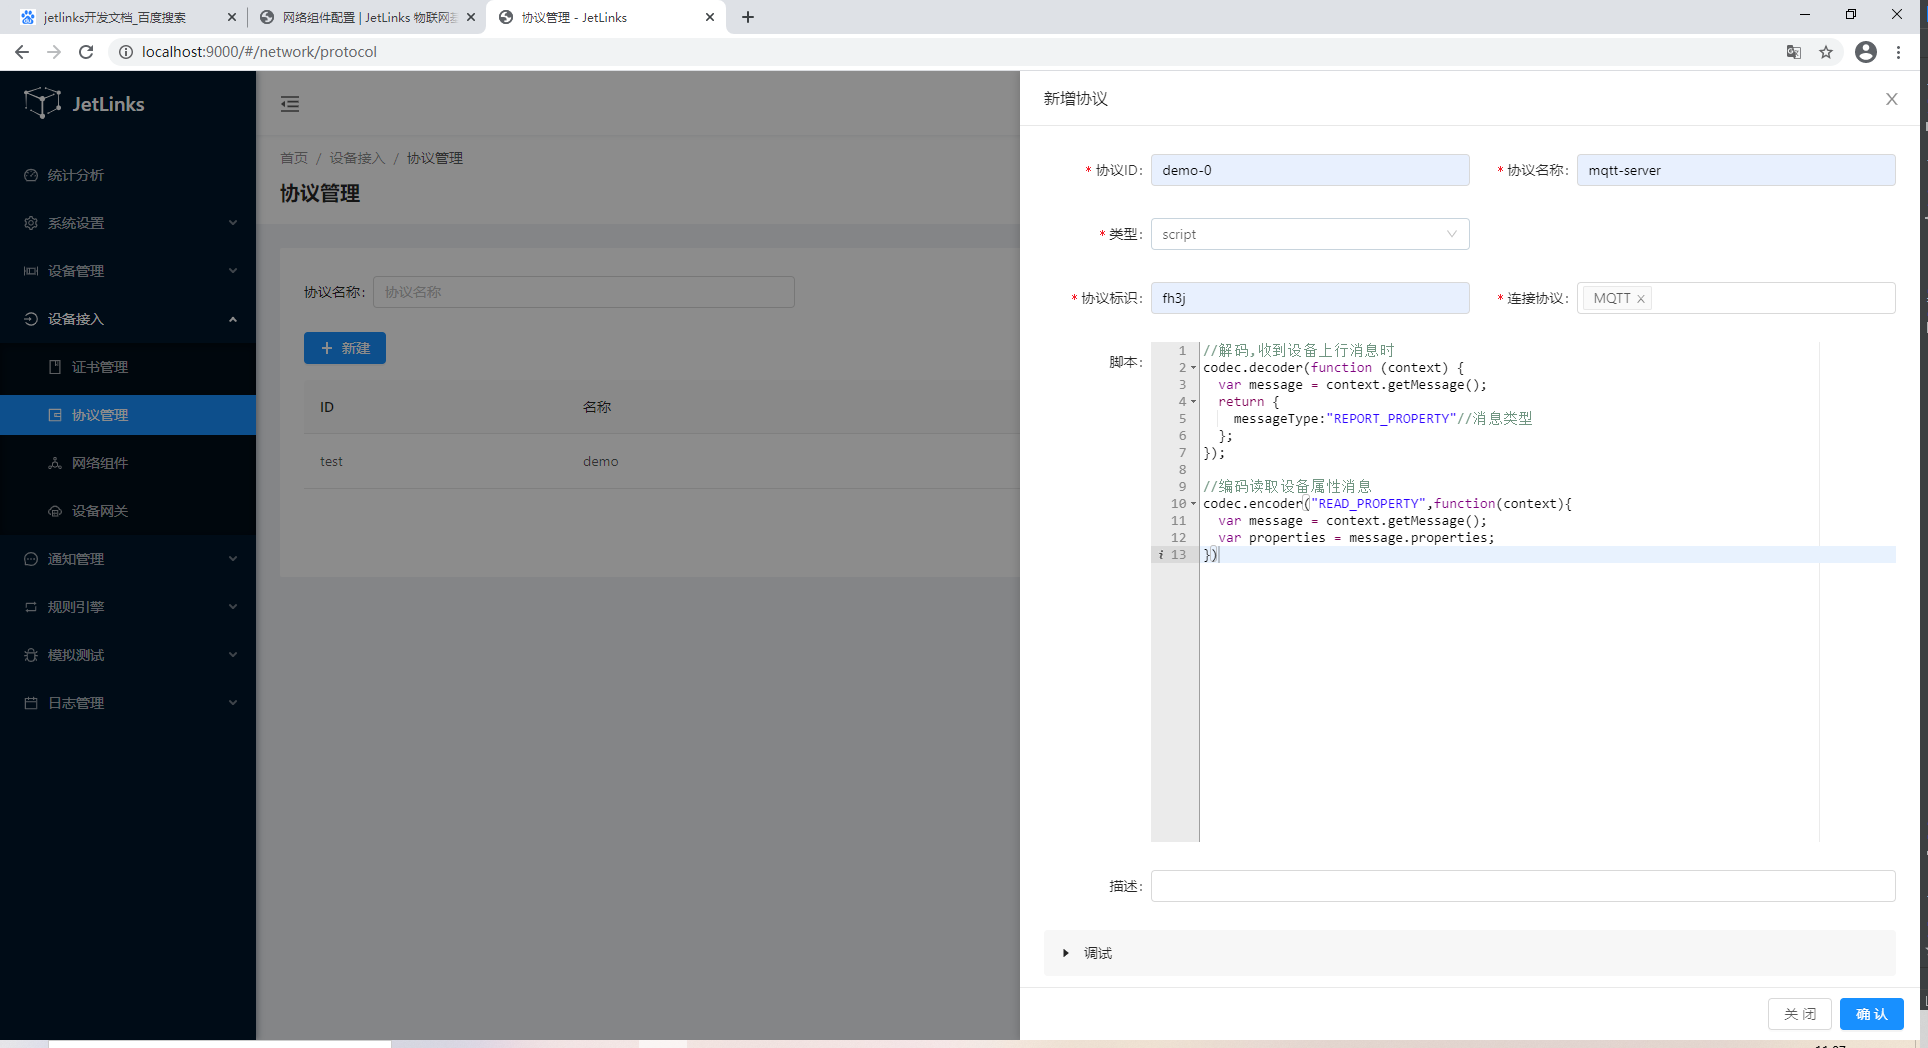 jetlinks开发文档_百度搜索
网络组件配置 | JetLinks 物联网基
协议管理 - JetLinks
localhost:9000/#/network/protocol
JetLinks
统计分析
系统设置
设备管理
设备接入
证书管理
协议管理
网络组件
设备网关
通知管理
规则引擎
模拟测试
日志管理
首页 / 设备接入 / 协议管理
协议管理
协议名称: 协议名称
+ 新建
ID 名称
test demo
新增协议
* 协议ID: demo-0 * 协议名称: mqtt-server
* 类型: script
* 协议标识: fh3j * 连接协议: MQTT x
脚本:
1 //解码,收到设备上行消息时
2 codec.decoder(function (context) {
3 var message = context.getMessage();
4 return {
5 messageType:"REPORT_PROPERTY"//消息类型
6 };
7 });
8
9 //编码读取设备属性消息
10 codec.encoder("READ_PROPERTY",function(context){
11 var message = context.getMessage();
12 var properties = message.properties;
i 13 })
描述:
调试
关 闭 确 认